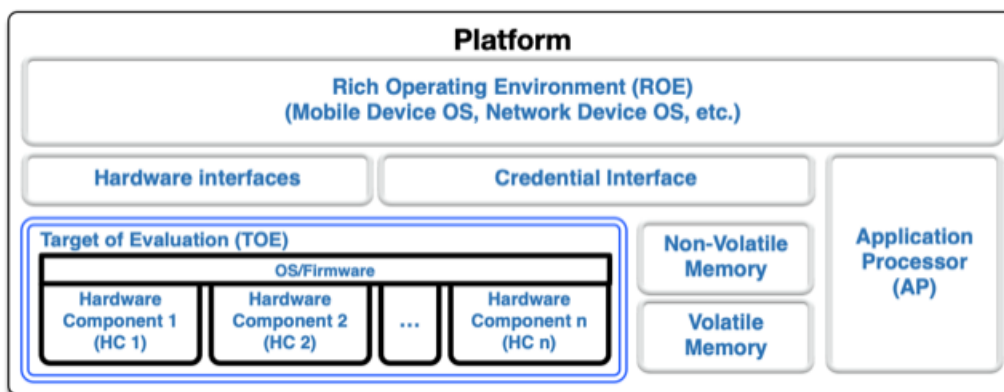 Platform
Rich Operating Environment (ROE)
(Mobile Device OS, Network Device OS, etc.)
Hardware interfaces
Credential Interface
Target of Evaluation (TOE)
OS/Firmware
Hardware
Component 1
(HC 1)
Hardware
Component 2
(HC 2)
...
Hardware
Component n
(HC n)
Non-Volatile
Memory
Volatile
Memory
Application
Processor
(AP)